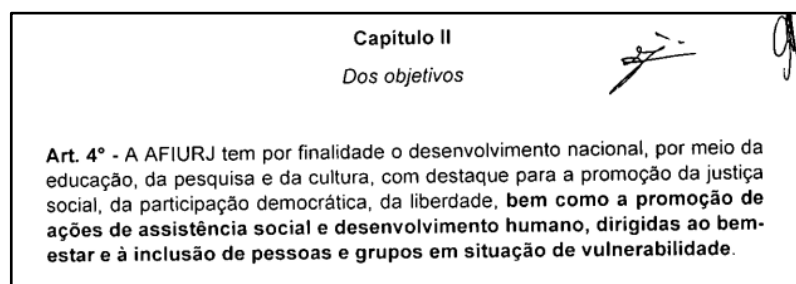 Capitulo II
Dos objetivos
Art. 4° - A AFIURJ tem por finalidade o desenvolvimento nacional, por meio da
educação, da pesquisa e da cultura, com destaque para a promoção da justiça
social, da participação democrática, da liberdade, bem como a promoção de
ações de assistência social e desenvolvimento humano, dirigidas ao bem-
estar e à inclusão de pessoas e grupos em situação de vulnerabilidade.